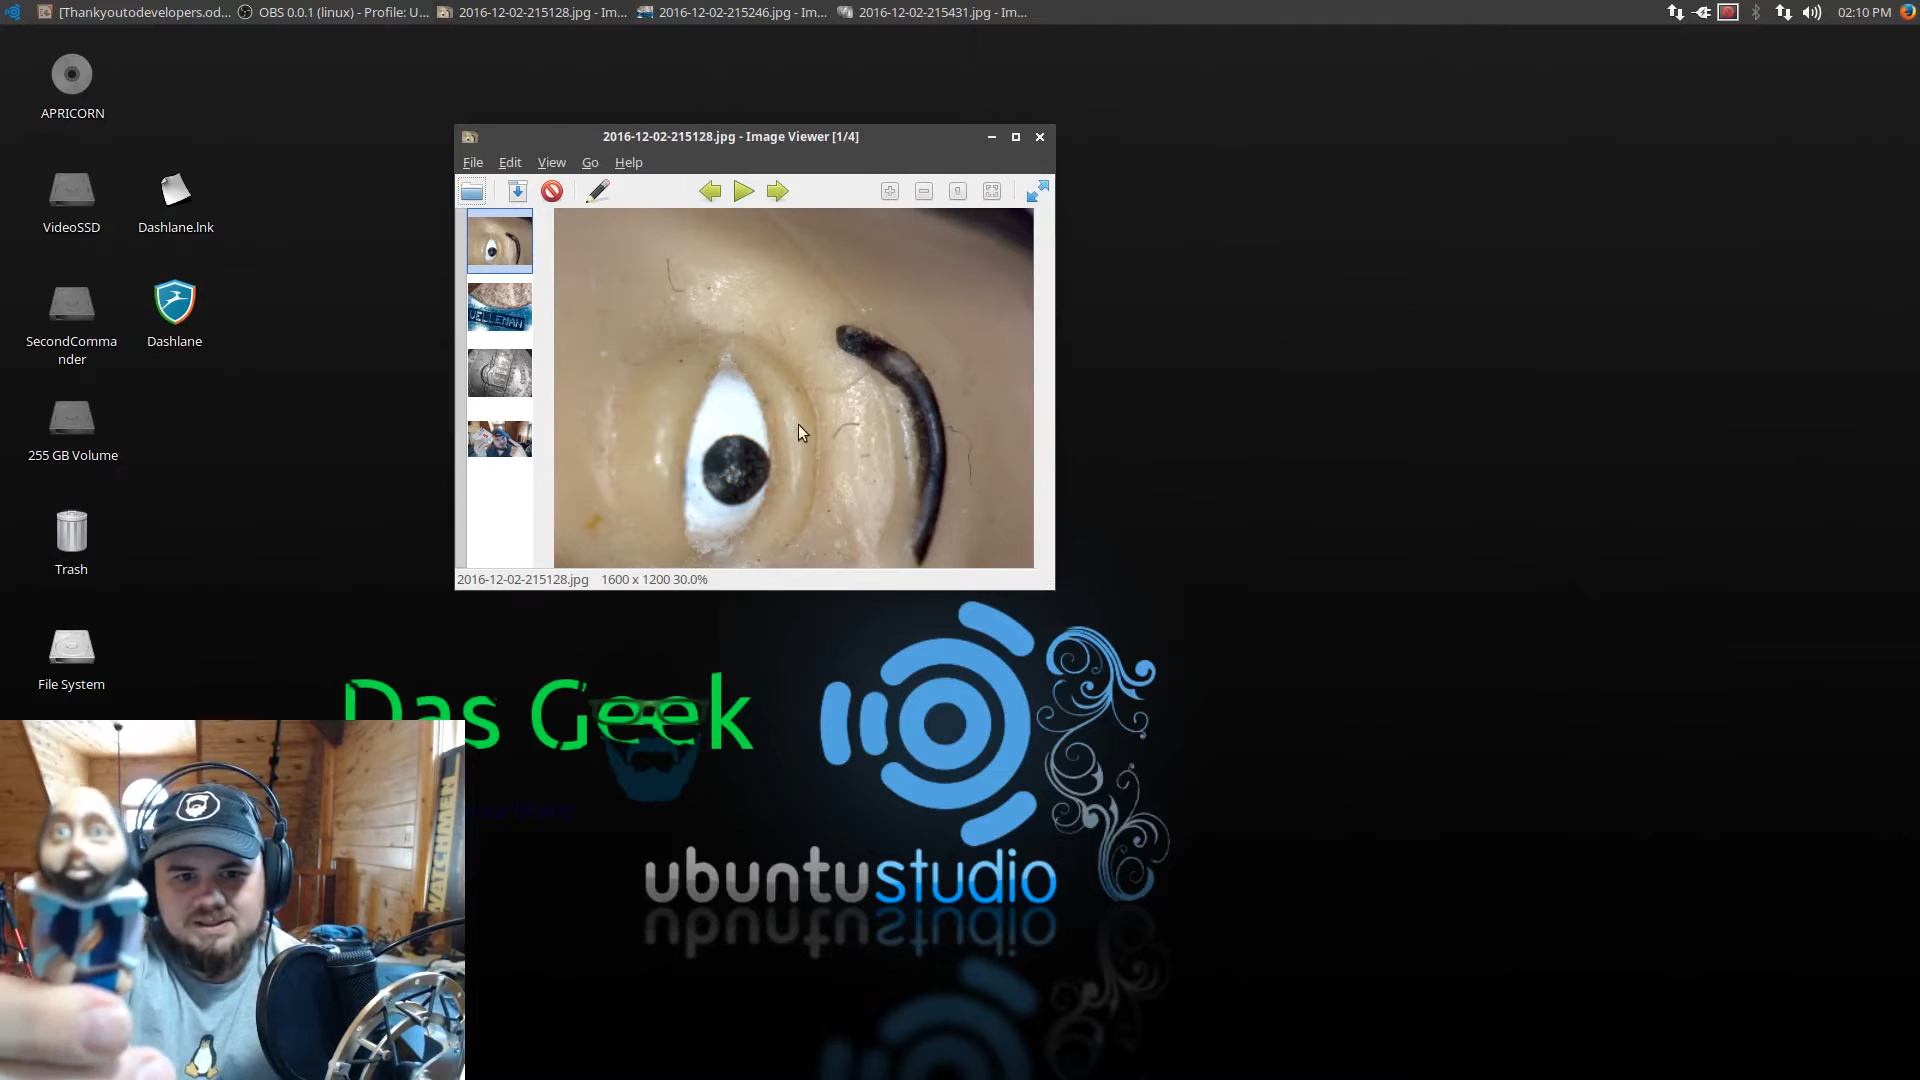 [Thankyoutodevelopers.od...
OBS 0.0.1 (linux) - Profile: U...
2016-12-02-215128.jpg - Im...
2016-12-02-215246.jpg - Im...
2016-12-02-215431.jpg - Im...
02:10 PM
APRICORN
VideoSSD
Dashlane.lnk
SecondComma
nder
Dashlane
255 GB Volume
Trash
File System
2016-12-02-215128.jpg - Image Viewer [1/4]
File Edit View Go Help
VELLEMAN
2016-12-02-215128.jpg 1600 x 1200 30.0%
Das Geek
ubuntustudio
WATCHMEN